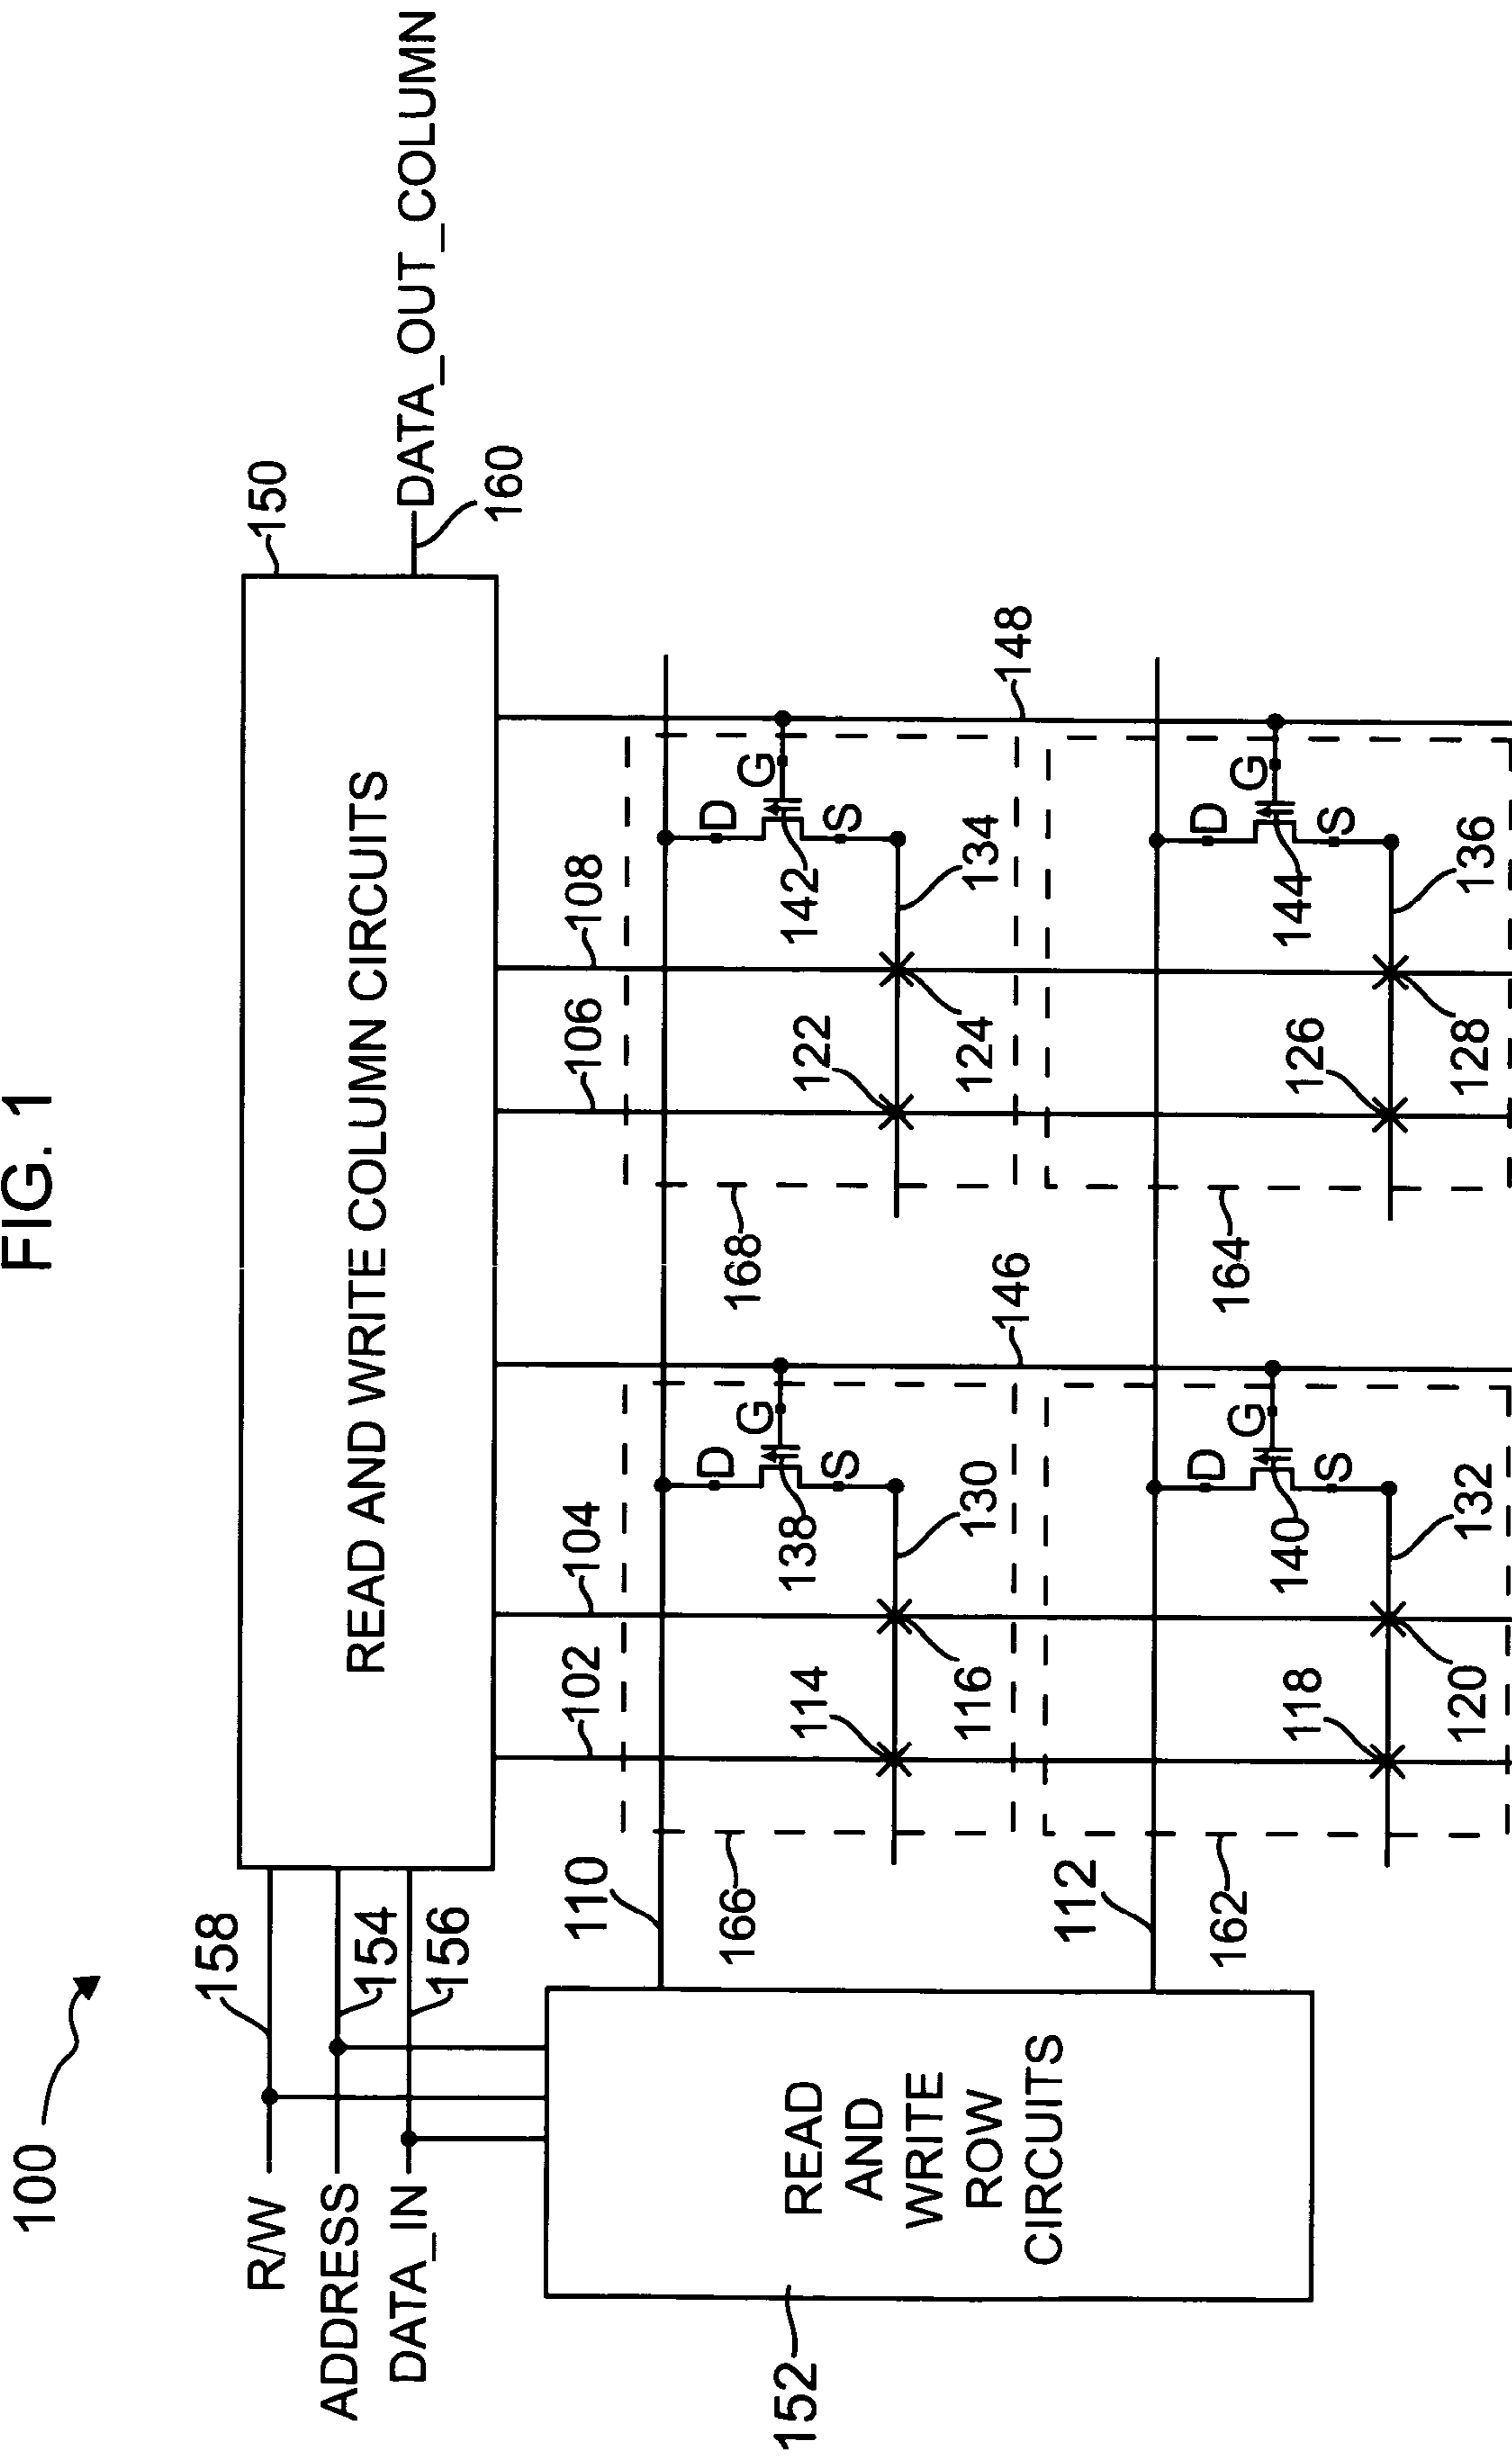 FIG. 1
100
R/W
ADDRESS
DATA_IN
158
154
156
READ AND WRITE COLUMN CIRCUITS
150
DATA_OUT_COLUMN
160
102
104
106
108
110
166
114
116
D
G
S
138
130
146
168
122
124
D
G
S
142
134
148
112
162
118
120
D
G
S
140
132
164
126
128
D
G
S
144
136
READ
AND
WRITE
ROW
CIRCUITS
152